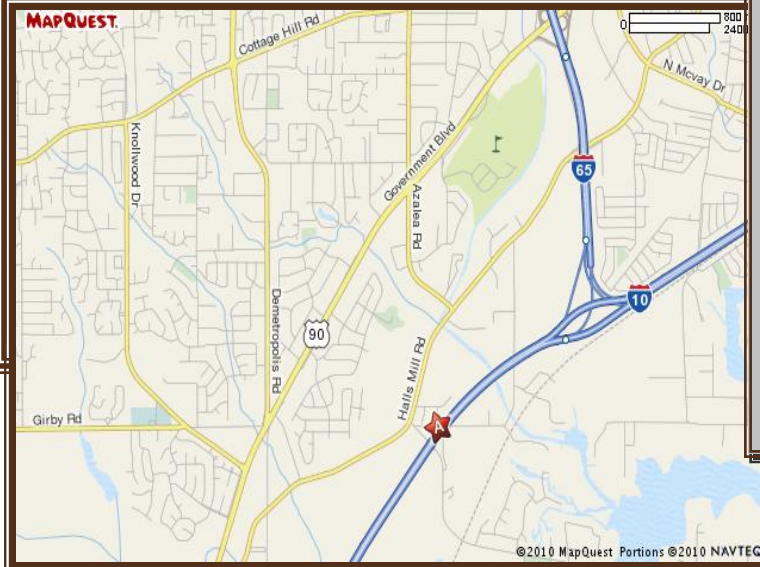 MAPQUEST.
0
800
240
Cottage Hill Rd
N Mcvay Dr
Knollwood Dr
Government Blvd
65
Azalea Rd
Demetropolis Rd
10
90
Halls Mill Rd
Girby Rd
A
©2010 MapQuest Portions ©2010 NAVTEQ